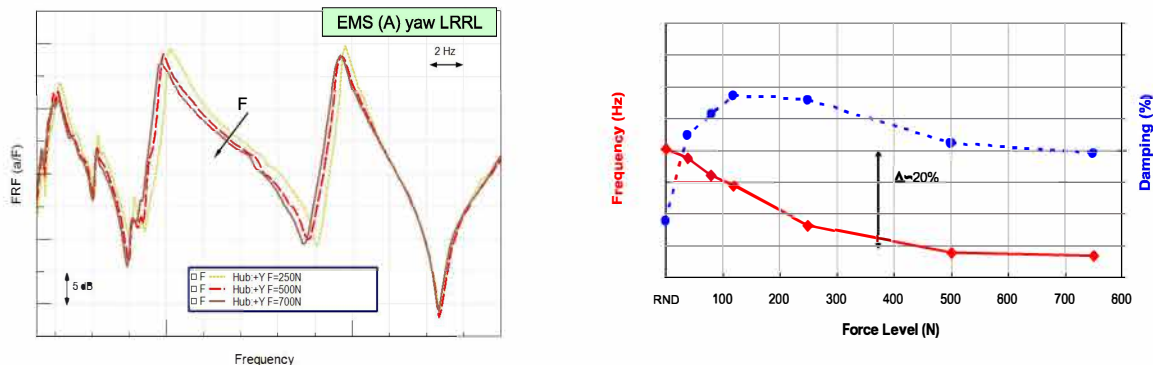 EMS (A) yaw LRRL
2 Hz
F
FRF (a/F)
5 dB
F Hub:+Y F=250N
F Hub:+Y F=500N
F Hub:+Y F=700N
Frequency
Frequency (Hz)
Damping (%)
Δ~20%
RND 100 200 300 400 500 600 700 800
Force Level (N)